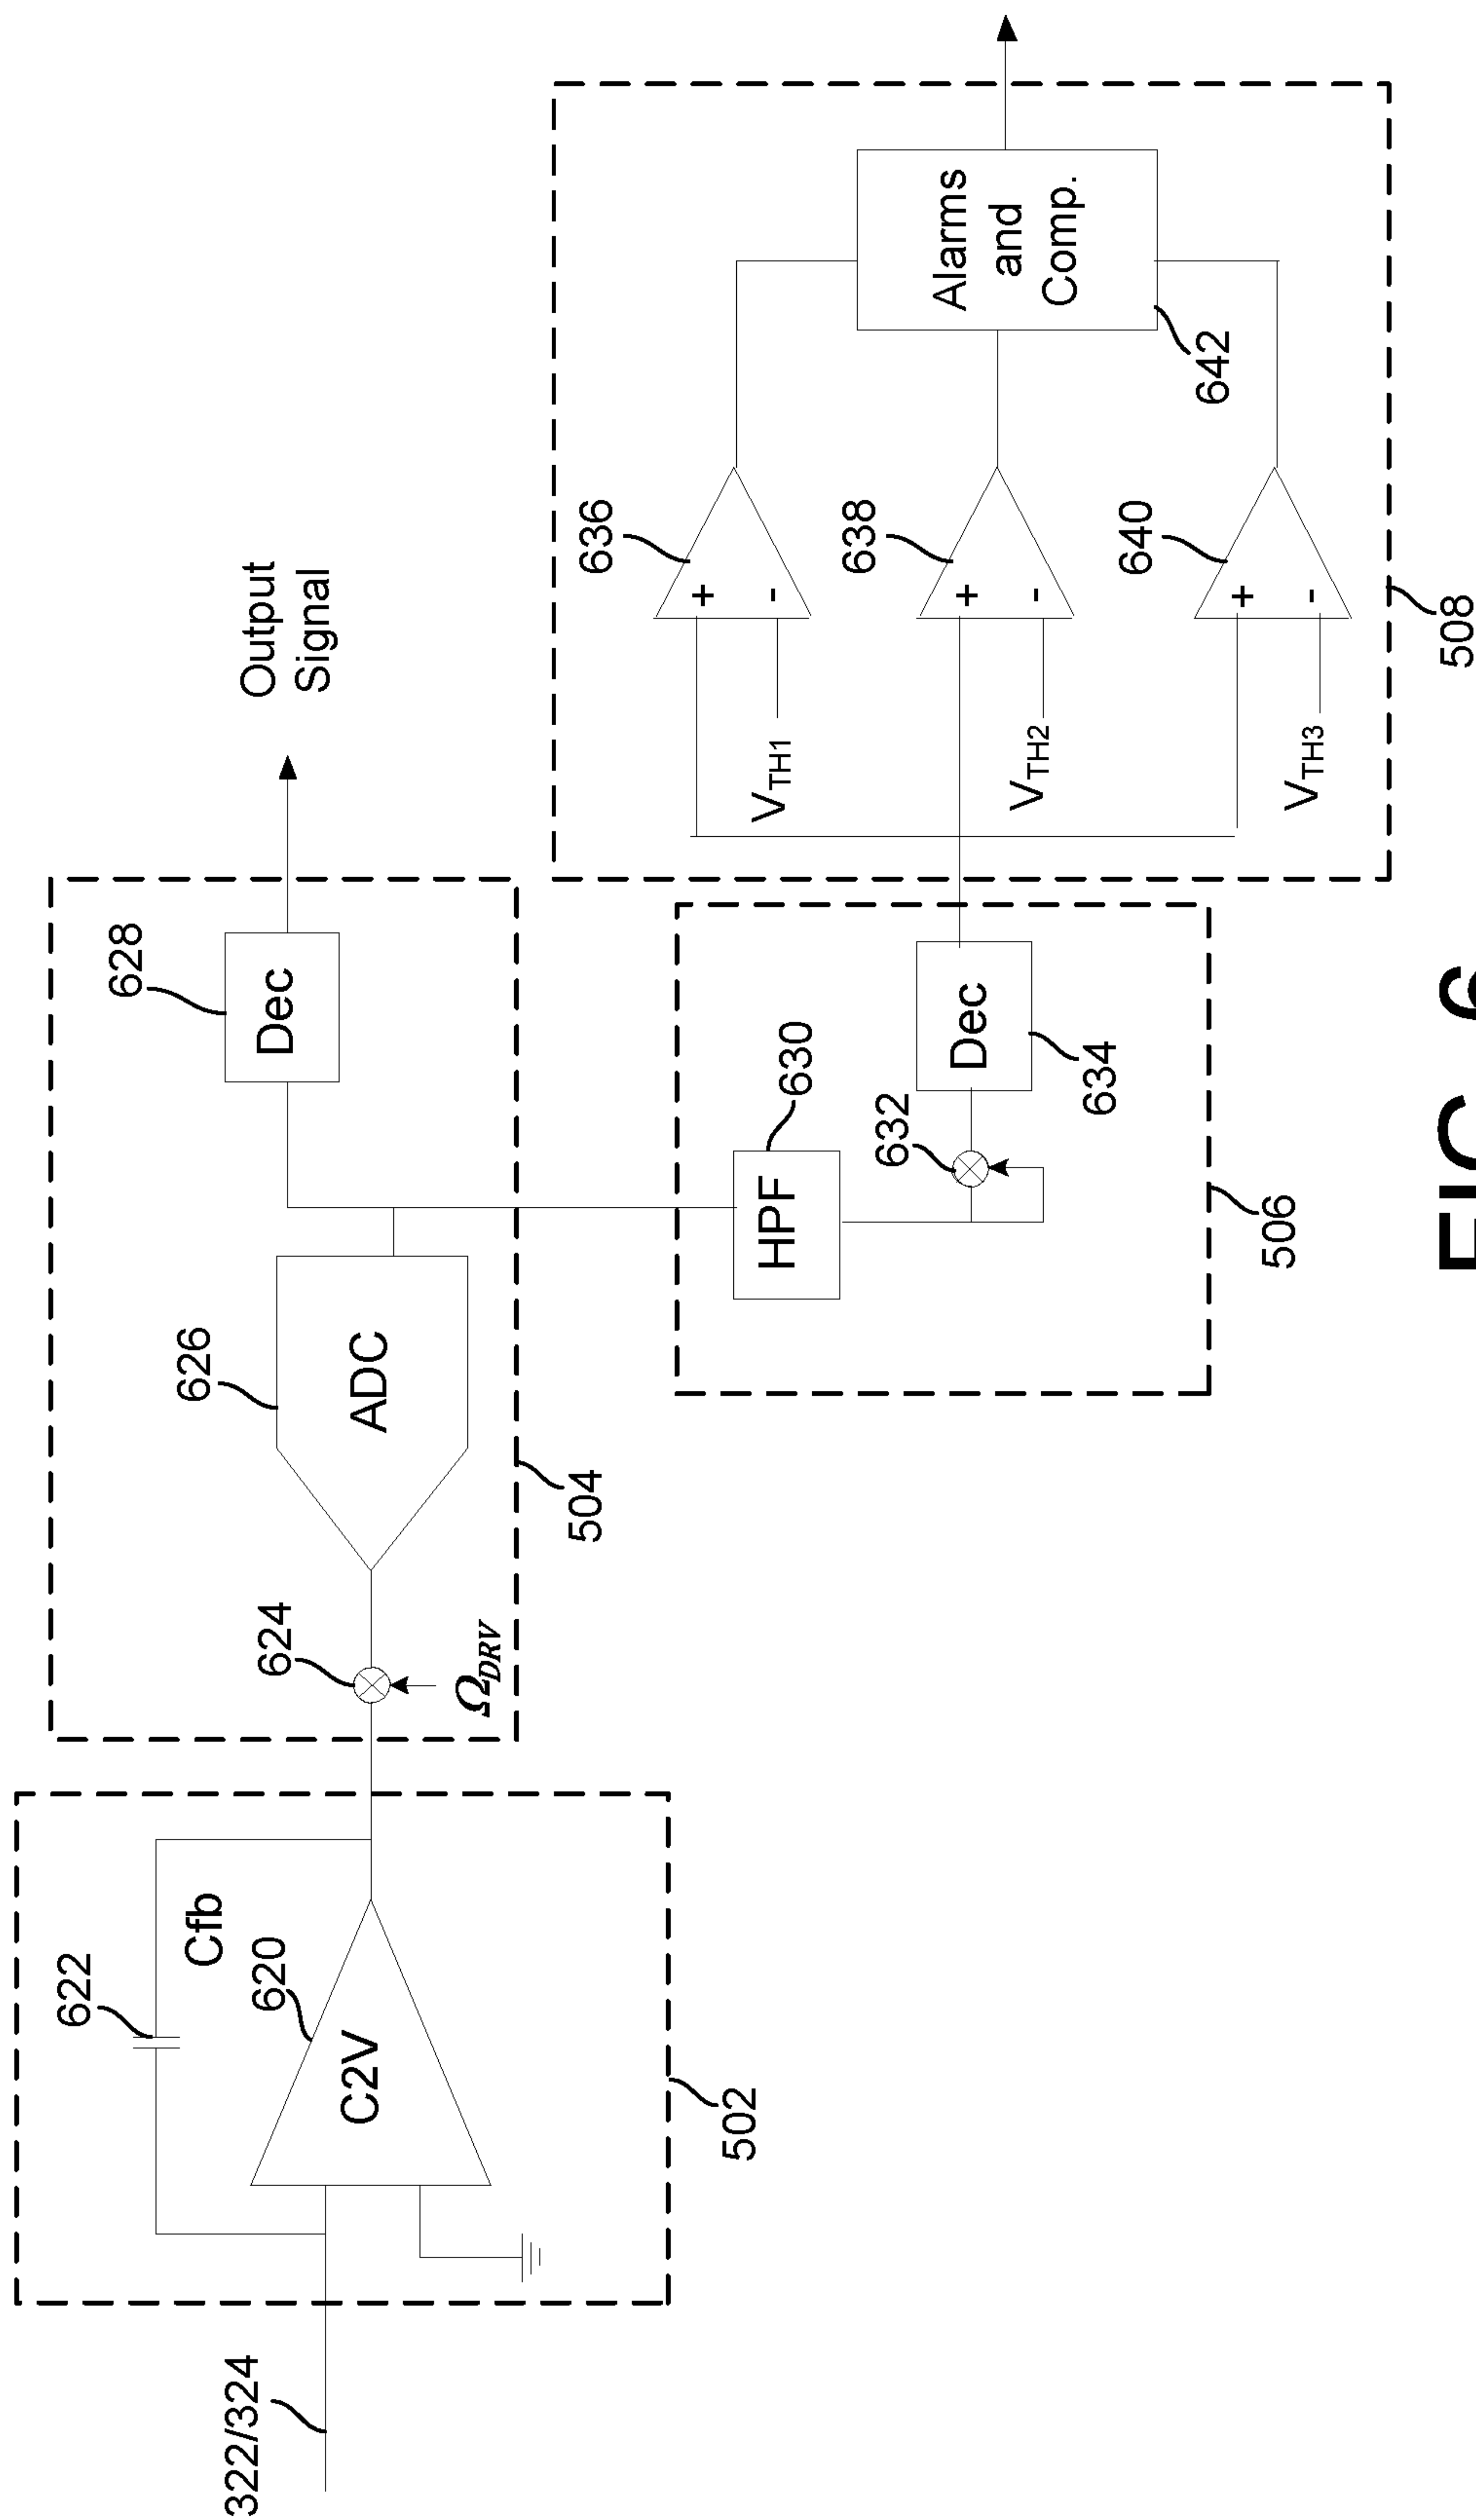 622
Cfb
620
C2V
322/324
502
628
Dec
626
ADC
624
Ω_DRV
504
Output
Signal
630
HPF
632
Dec
634
506
636
+
-
V_TH1
638
+
-
V_TH2
640
+
-
V_TH3
Alarms
and
Comp.
642
508